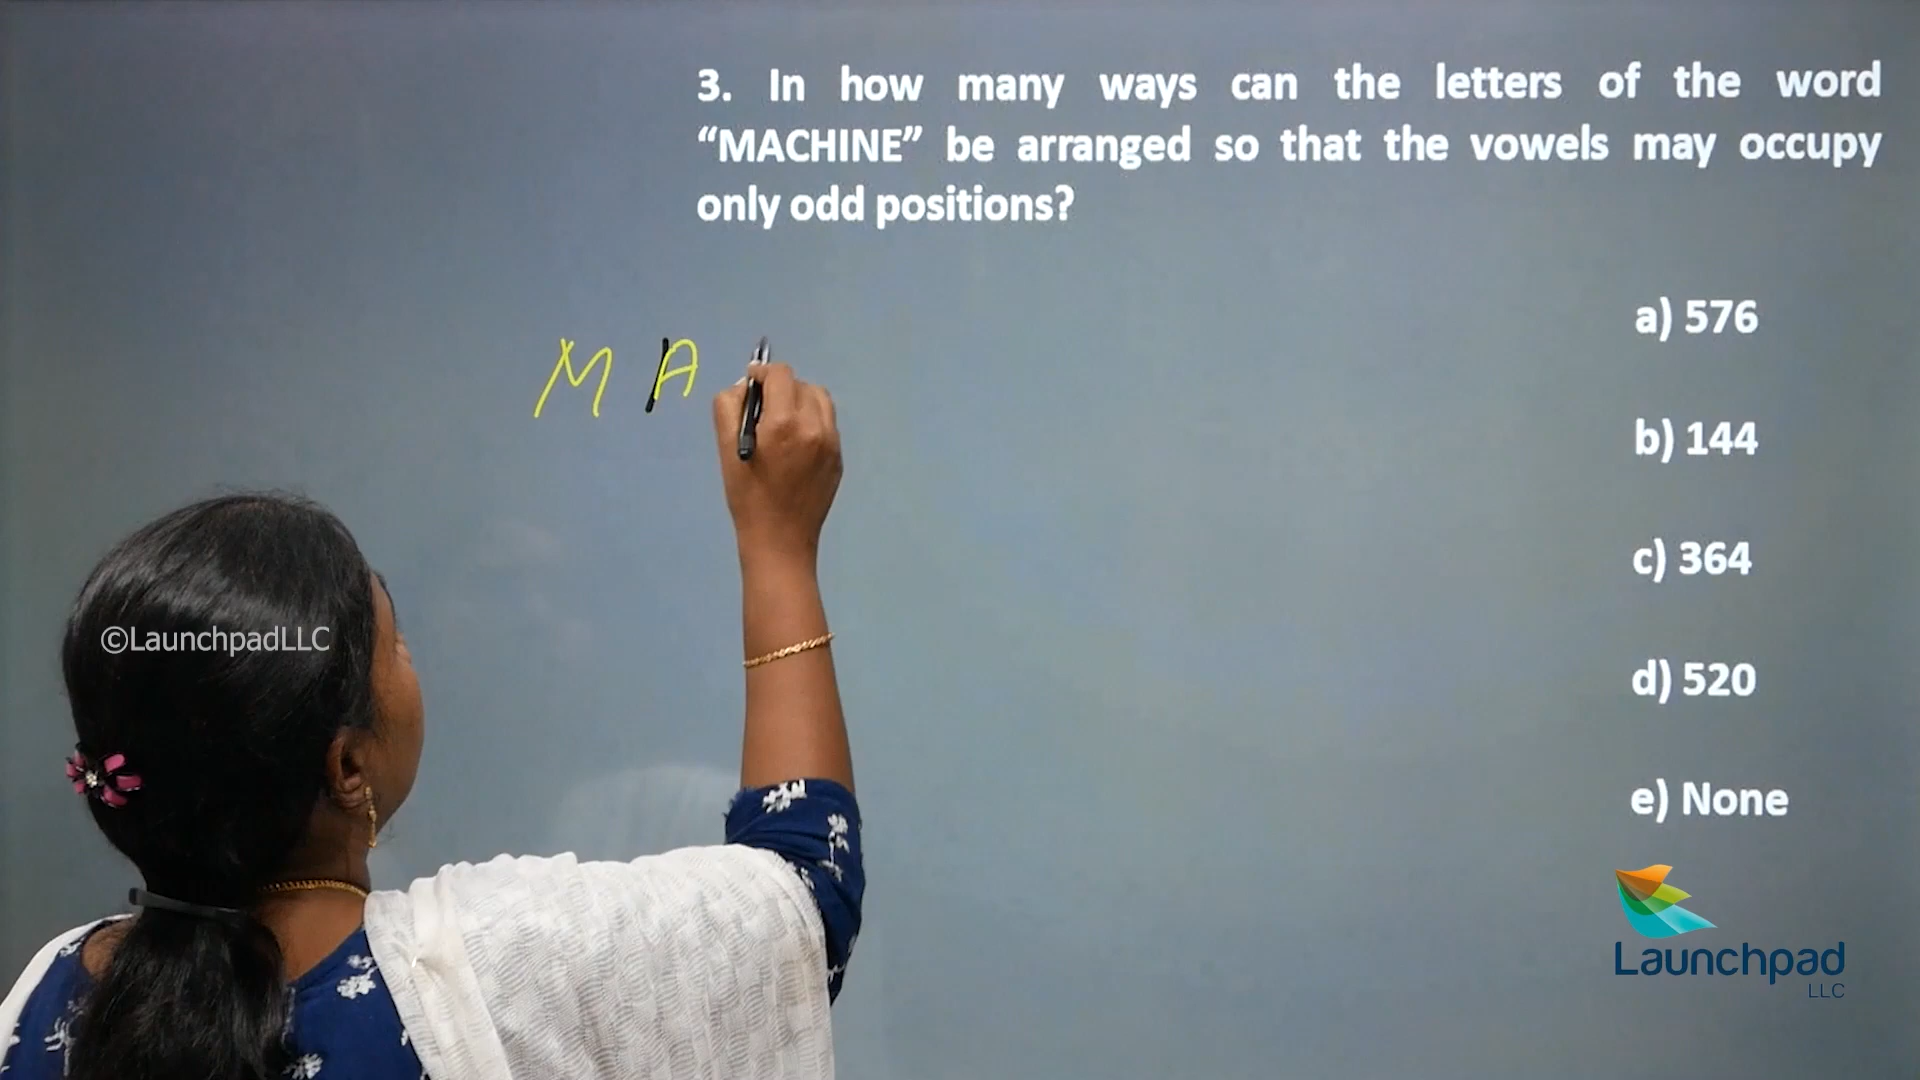 3. In how many ways can the letters of the word
“MACHINE” be arranged so that the vowels may occupy
only odd positions?
a) 576
M A
b) 144
c) 364
©LaunchpadLLC
d) 520
e) None
Launchpad
LLC